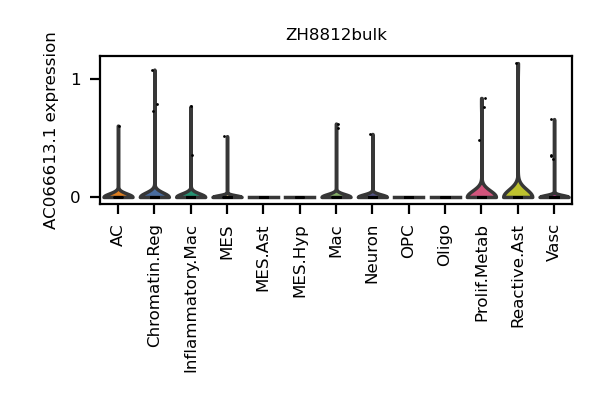 ZH8812bulk
AC066613.1 expression
1
0
AC
Chromatin.Reg
Inflammatory.Mac
MES
MES.Ast
MES.Hyp
Mac
Neuron
OPC
Oligo
Prolif.Metab
Reactive.Ast
Vasc